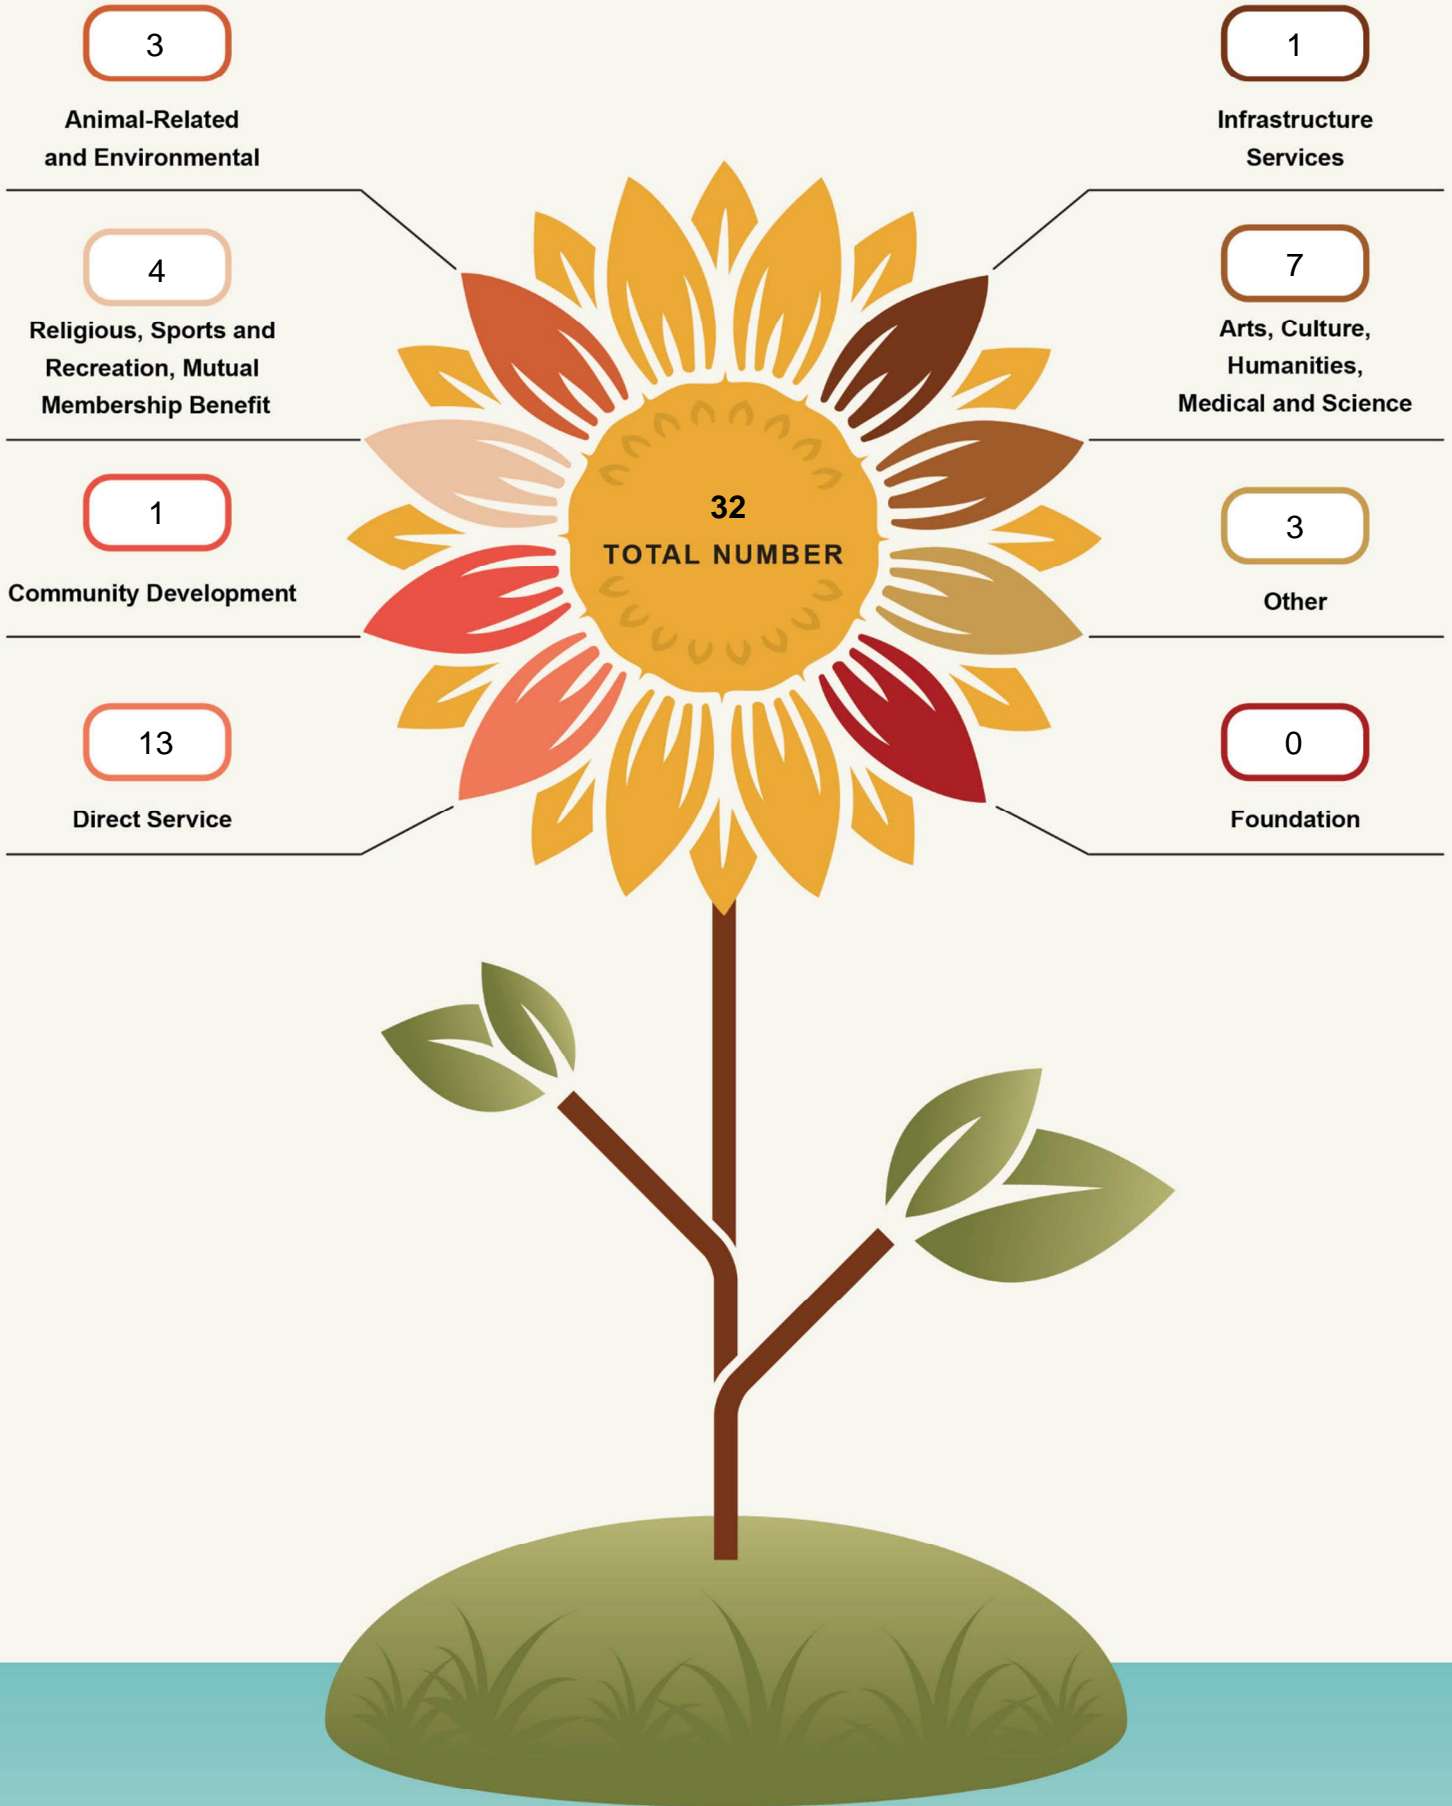 3
Animal-Related
and Environmental
1
Infrastructure
Services
4
Religious, Sports and
Recreation, Mutual
Membership Benefit
7
Arts, Culture,
Humanities,
Medical and Science
1
Community Development
32
TOTAL NUMBER
3
Other
13
Direct Service
0
Foundation